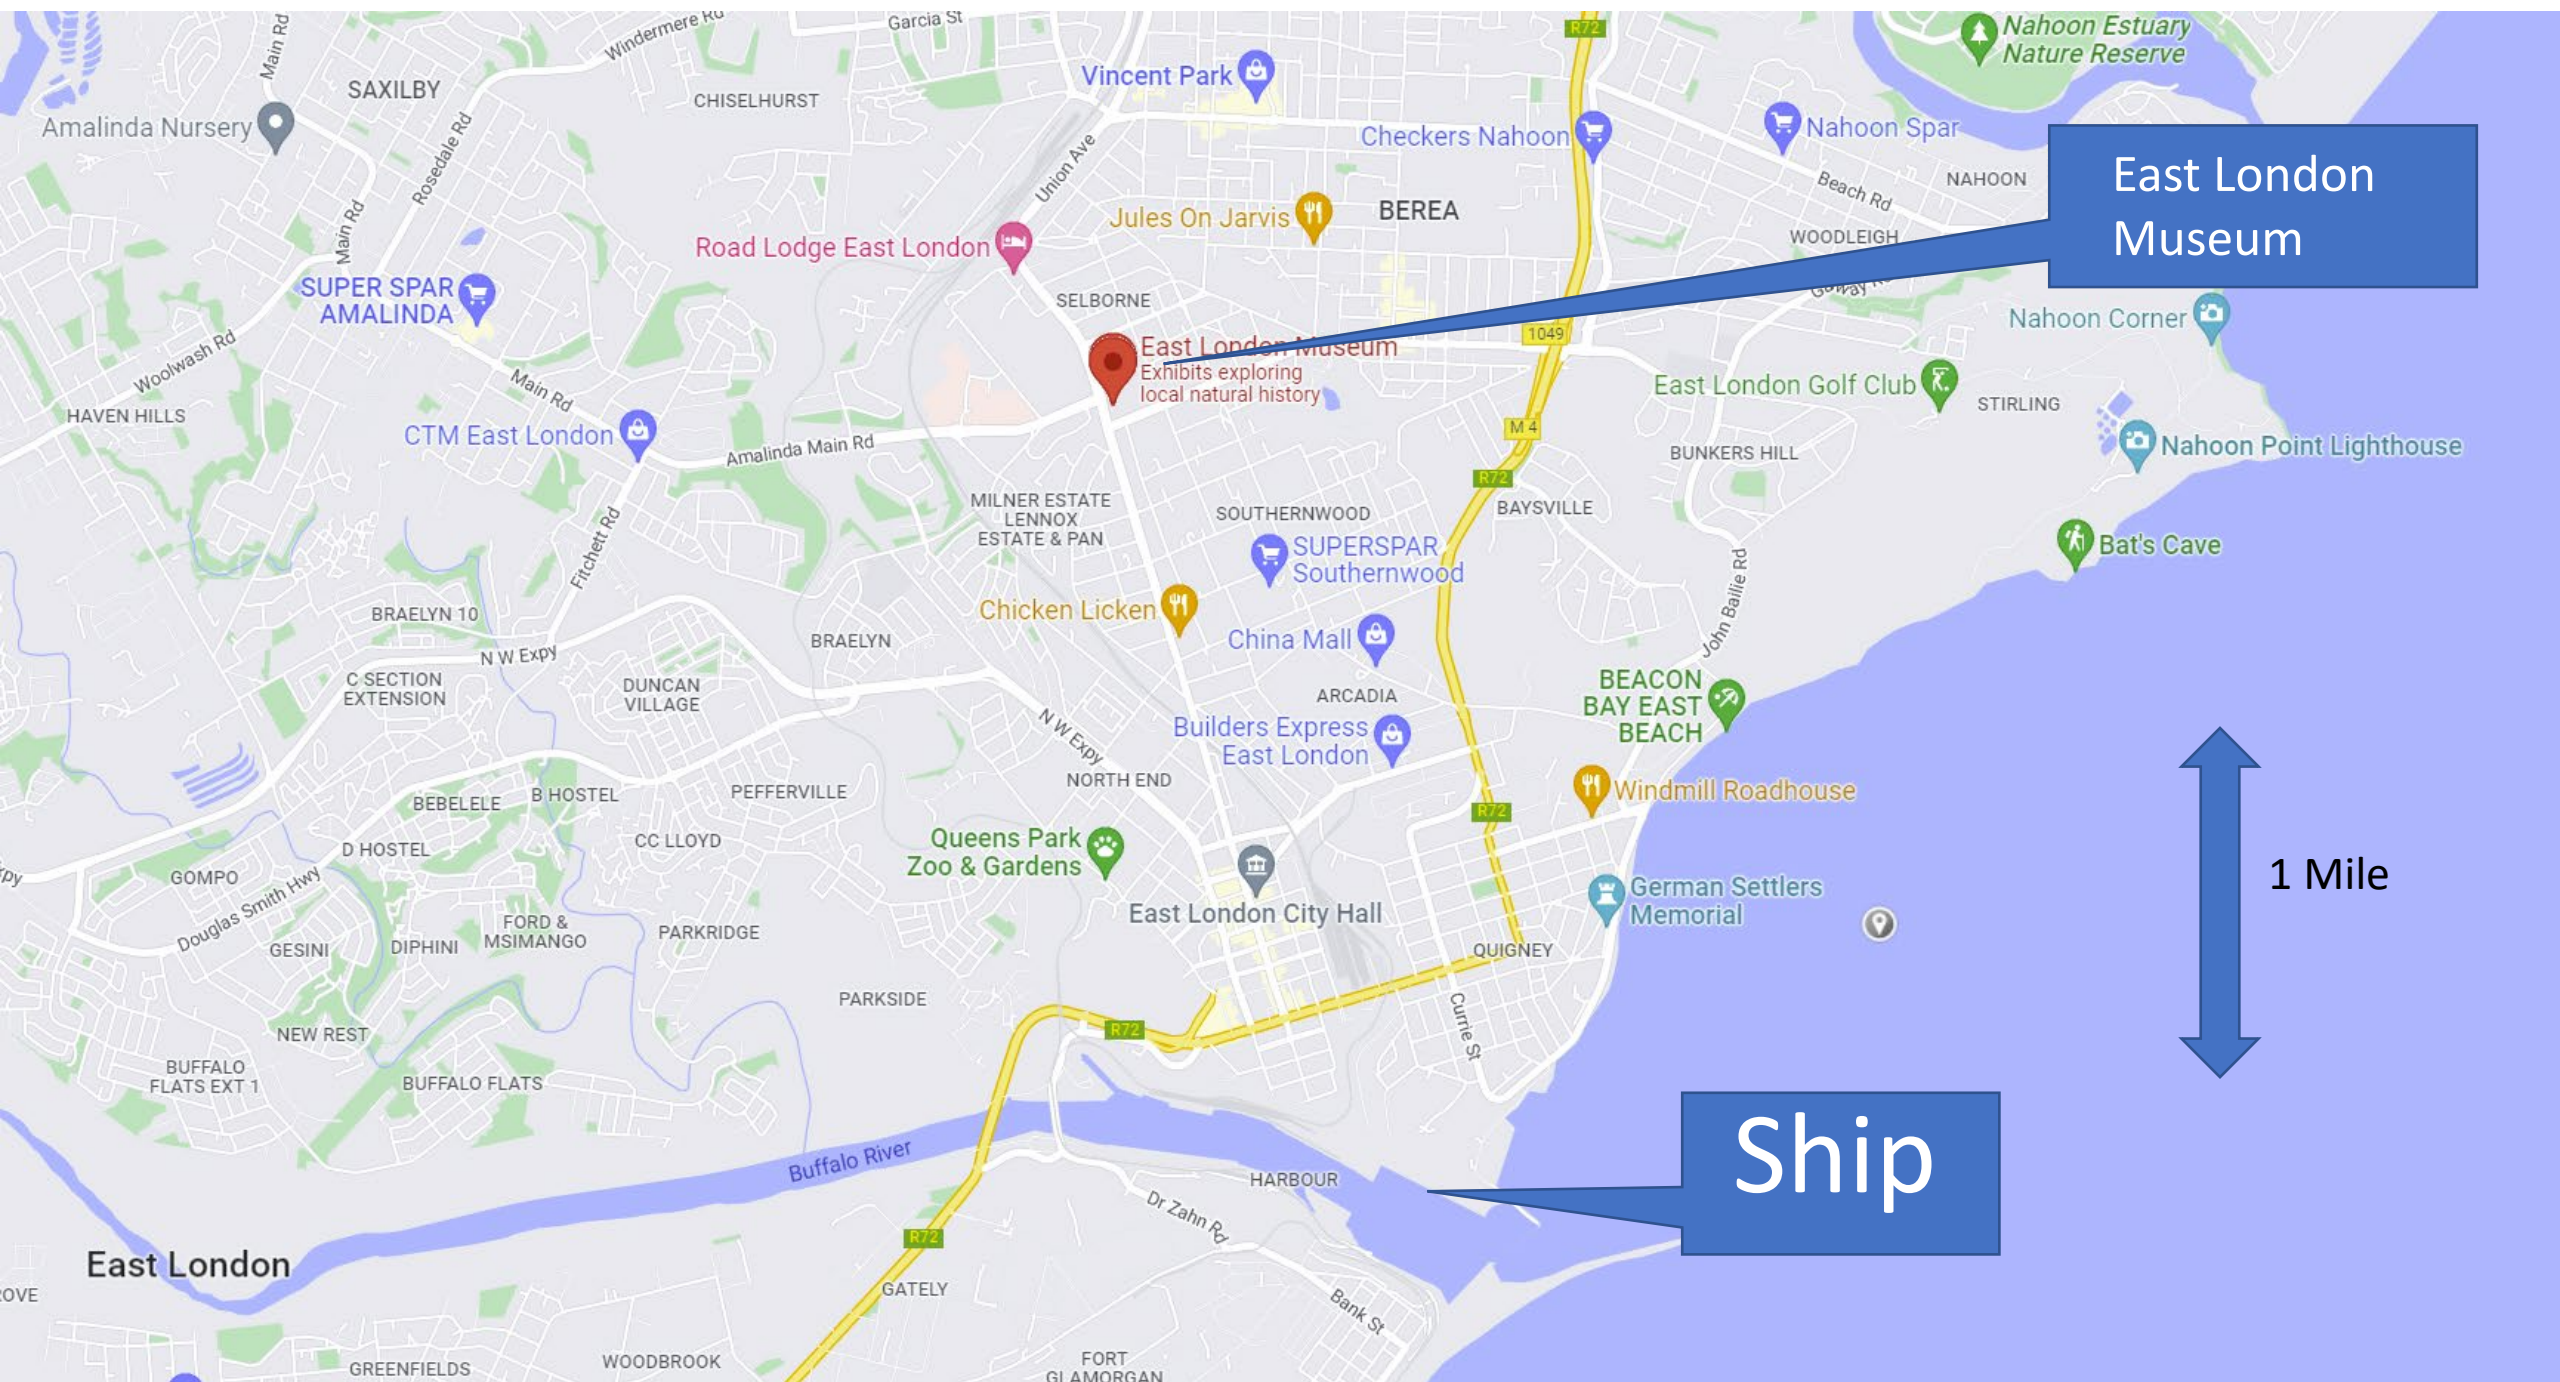 Garcia St
Windermere Rd
R72
Nahoon Estuary
Nature Reserve
Main Rd
SAXILBY
Vincent Park
CHISELHURST
Amalinda Nursery
Rosedale Rd
Union Ave
Checkers Nahoon
Nahoon Spar
East London
Museum
Beach Rd
NAHOON
Main Rd
Jules On Jarvis
BEREA
Road Lodge East London
WOODLEIGH
SUPER SPAR
AMALINDA
SELBORNE
Nahoon Corner
Woolwash Rd
East London Museum
Exhibits exploring
local natural history
1049
Main Rd
East London Golf Club
STIRLING
HAVEN HILLS
CTM East London
Amalinda Main Rd
M 4
BUNKERS HILL
Nahoon Point Lighthouse
R72
MILNER ESTATE
LENNOX
ESTATE & PAN
SOUTHERNWOOD
BAYSVILLE
Fitchett Rd
SUPERSPAR
Southernwood
Bat's Cave
BRAELYN 10
Chicken Licken
John Bailie Rd
BRAELYN
China Mall
N W Expy
C SECTION
EXTENSION
DUNCAN
VILLAGE
ARCADIA
BEACON
BAY EAST
BEACH
N W Expy
Builders Express
East London
NORTH END
BEBELELE
B HOSTEL
PEFFERVILLE
Windmill Roadhouse
R72
D HOSTEL
CC LLOYD
Queens Park
Zoo & Gardens
1 Mile
GOMPO
Douglas Smith Hwy
German Settlers
Memorial
East London City Hall
FORD &
MSIMANGO
GESINI
DIPHINI
PARKRIDGE
QUIGNEY
PARKSIDE
Currie St
NEW REST
R72
BUFFALO
FLATS EXT 1
BUFFALO FLATS
Ship
Buffalo River
HARBOUR
Dr Zahn Rd
R72
East London
GATELY
Bank St
WOODBROOK
GREENFIELDS
FORT
GLAMORGAN